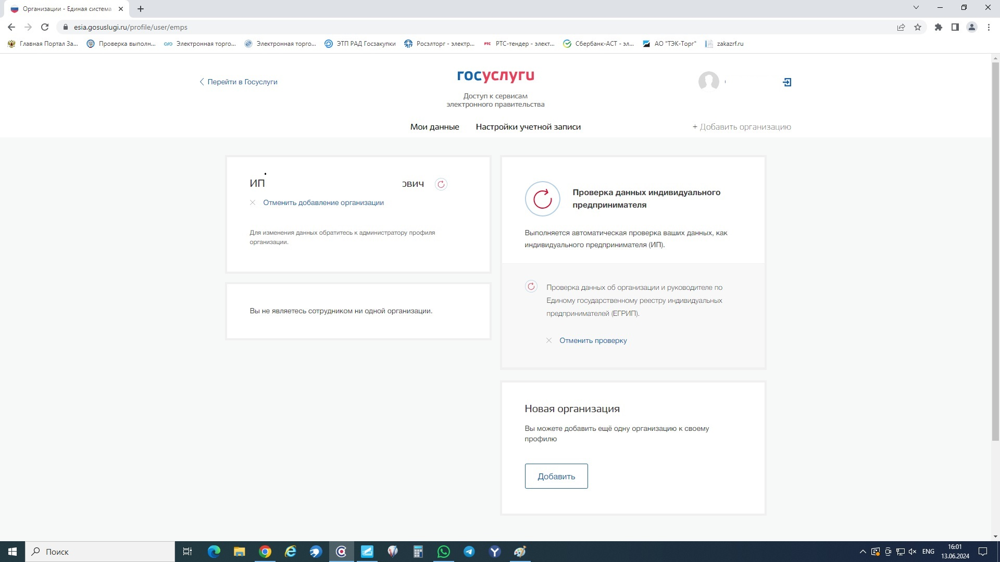 Организации - Единая система
esia.gosuslugi.ru/profile/user/emps
Главная Портал За...
Проверка выполн...
Электронная торго...
Электронная торго...
ЭТП РАД Госзакупки
Росэлторг - электр...
РТС-тендер - элект...
Сбербанк-АСТ - эл...
АО "ТЭК-Торг"
zakazrf.ru
Перейти в Госуслуги
госуслуги
Доступ к сервисам
электронного правительства
Мои данные
Настройки учетной записи
+ Добавить организацию
ИП ович
Отменить добавление организации
Для изменения данных обратитесь к администратору профиля
организации.
Вы не являетесь сотрудником ни одной организации.
Проверка данных индивидуального
предпринимателя
Выполняется автоматическая проверка ваших данных, как
индивидуального предпринимателя (ИП).
Проверка данных об организации и руководителе по
Единому государственному реестру индивидуальных
предпринимателей (ЕГРИП).
Отменить проверку
Новая организация
Вы можете добавить ещё одну организацию к своему
профилю
Добавить
Поиск
ENG
16:01
13.06.2024